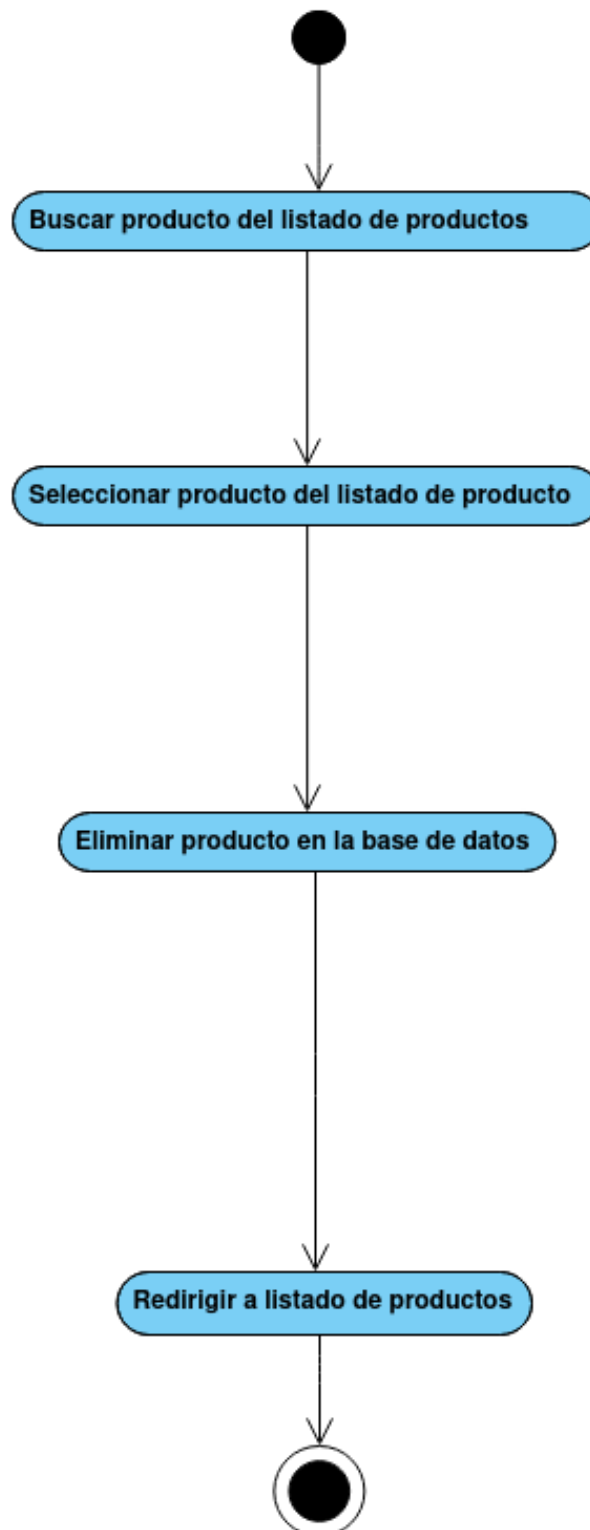 Buscar producto del listado de productos
Seleccionar producto del listado de producto
Eliminar producto en la base de datos
Redirigir a listado de productos